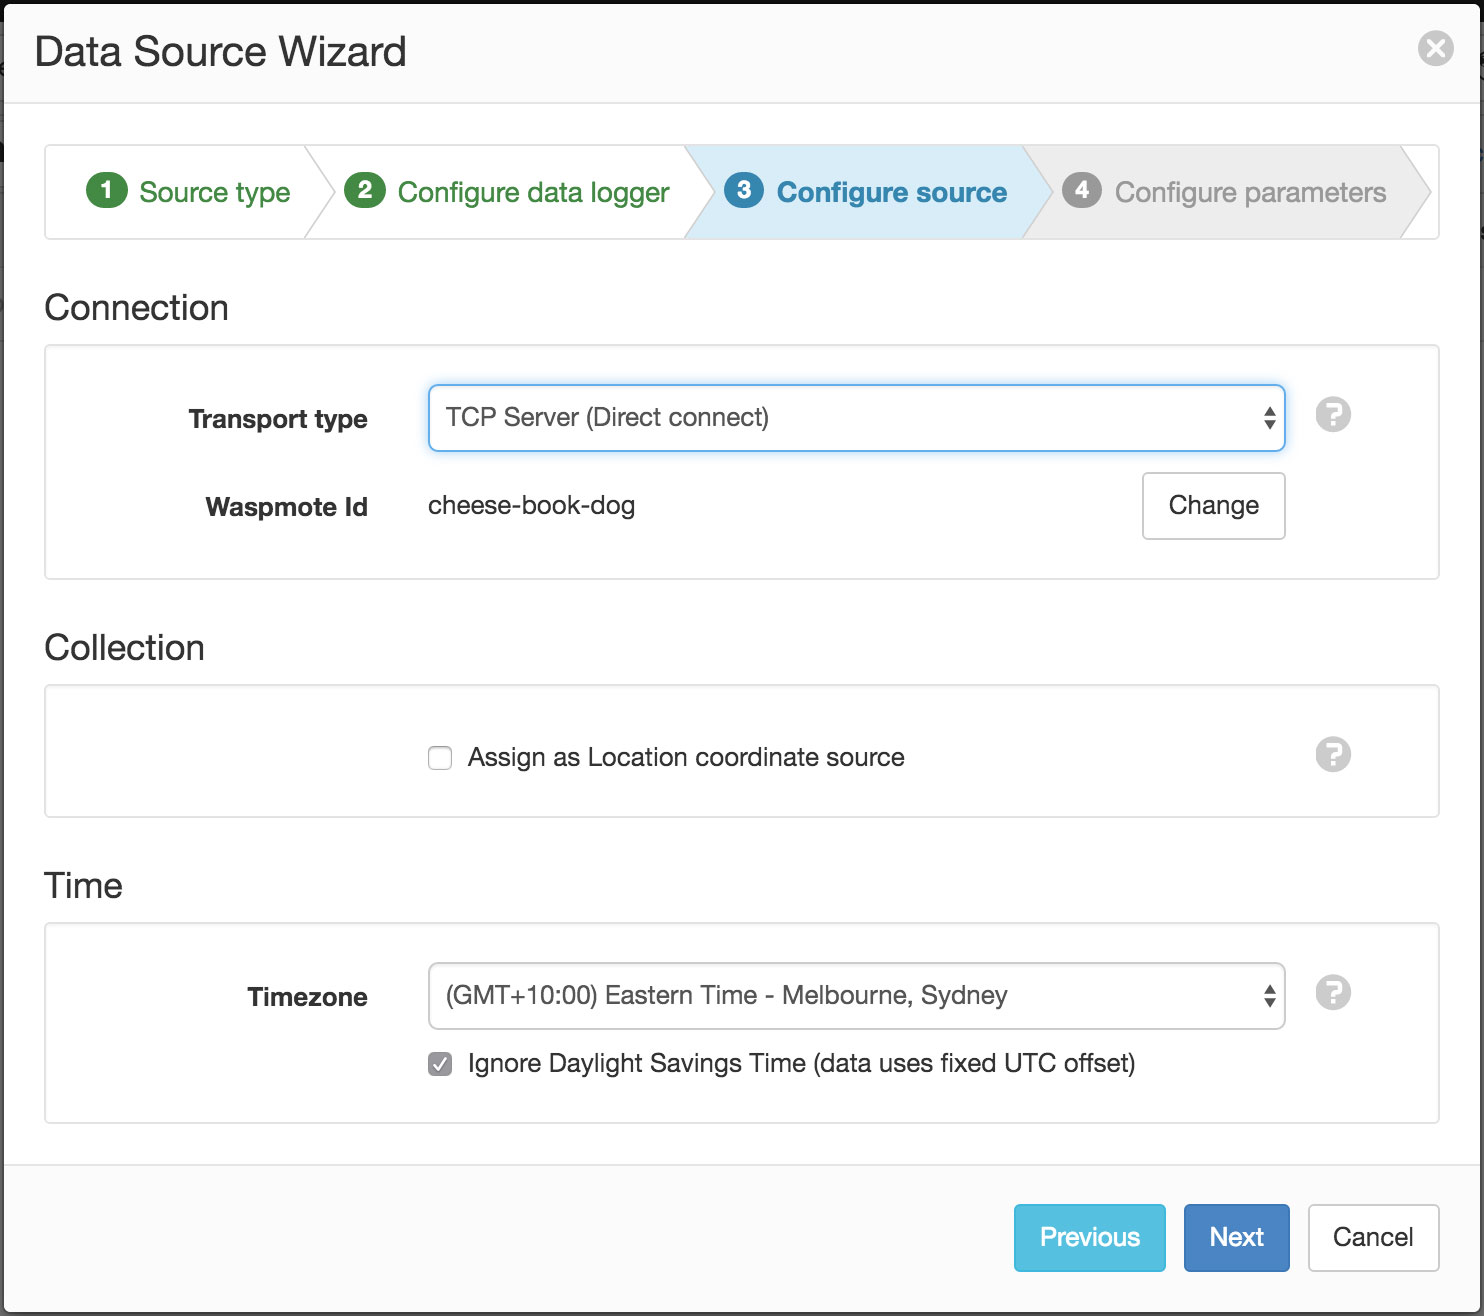 Data Source Wizard
1 Source type 2 Configure data logger 3 Configure source 4 Configure parameters
Connection
Transport type TCP Server (Direct connect) ?
Waspmote Id cheese-book-dog Change
Collection
Assign as Location coordinate source ?
Time
Timezone (GMT+10:00) Eastern Time - Melbourne, Sydney ?
Ignore Daylight Savings Time (data uses fixed UTC offset)
Previous Next Cancel